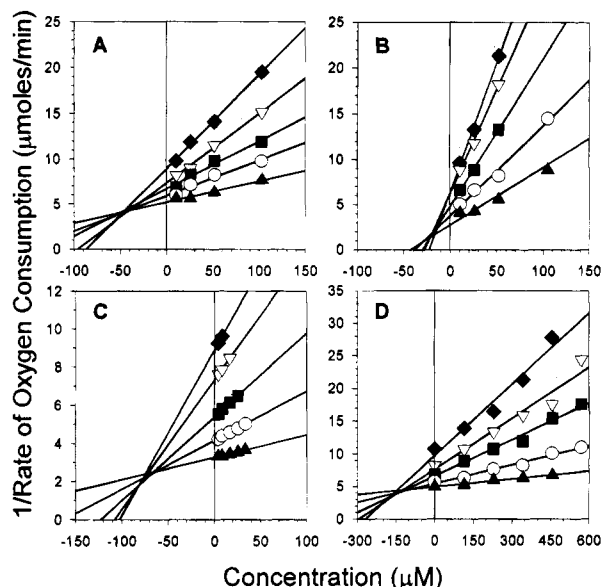 1/Rate of Oxygen Consumption (μmoles/min)
A
25
20
15
10
5
0
-100 -50 0 50 100 150
B
25
20
15
10
5
0
-50 0 50 100 150
C
12
10
8
6
4
2
0
-150 -100 -50 0 50 100
D
35
30
25
20
15
10
5
0
-300 -150 0 150 300 450 600
Concentration (μM)